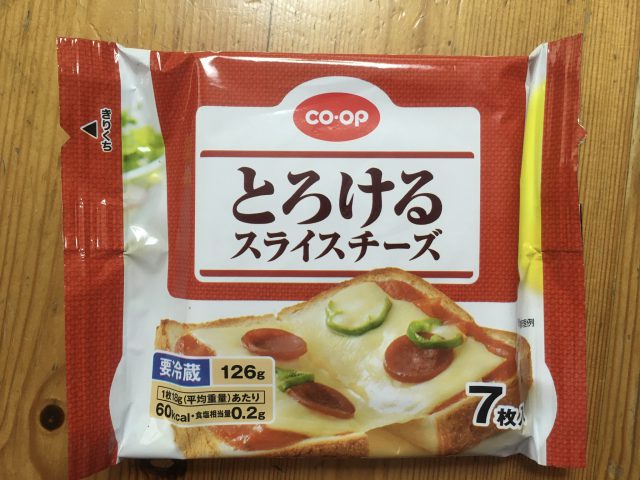 きりくち
CO·OP
とろける
スライスチーズ
要冷蔵 126g
1枚18g(平均重量)あたり
60kcal・食塩相当量0.2g
7枚入